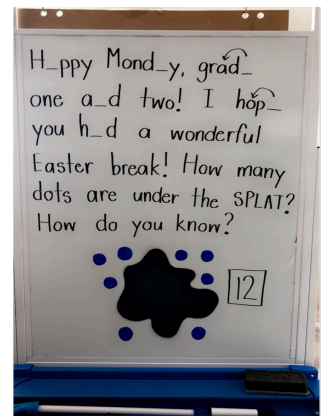 H_ppy Mond_y, grad_
one a_d two! I hop_
you h_d a wonderful
Easter break! How many
dots are under the SPLAT?
How do you know?
12